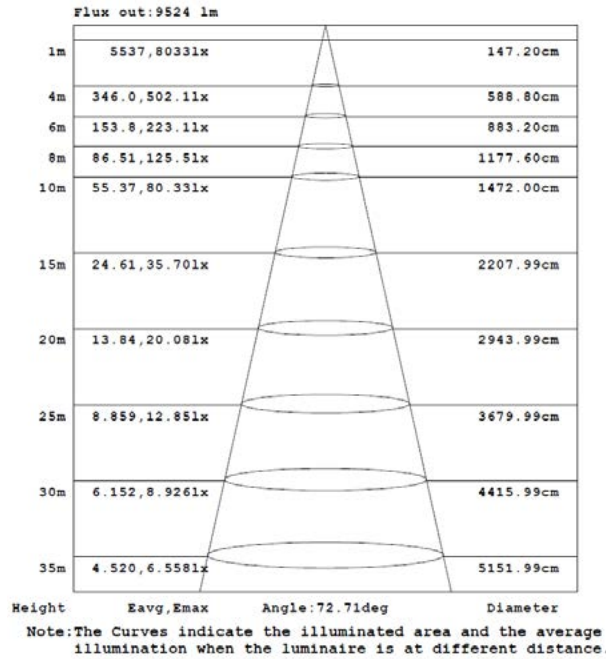 Flux out:9524 lm
1m 5537,8033lx 147.20cm
4m 346.0,502.1lx 588.80cm
6m 153.8,223.1lx 883.20cm
8m 86.51,125.5lx 1177.60cm
10m 55.37,80.33lx 1472.00cm
15m 24.61,35.70lx 2207.99cm
20m 13.84,20.08lx 2943.99cm
25m 8.859,12.85lx 3679.99cm
30m 6.152,8.926lx 4415.99cm
35m 4.520,6.558lx 5151.99cm
Height Eavg,Emax Angle:72.71deg Diameter
Note:The Curves indicate the illuminated area and the average
illumination when the luminaire is at different distance.